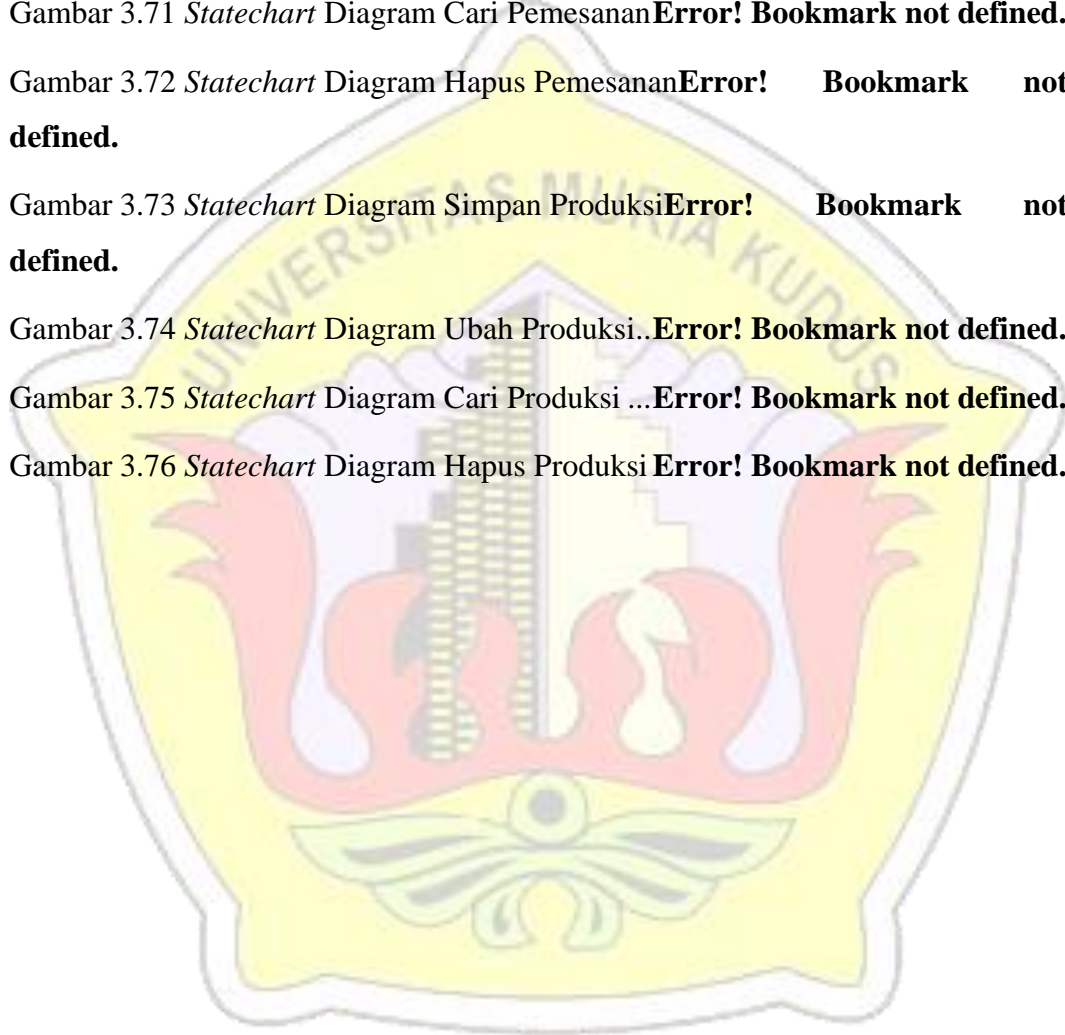 Gambar 3.71 Statechart Diagram Cari PemesananError! Bookmark not defined.
Gambar 3.72 Statechart Diagram Hapus PemesananError! Bookmark not
defined.
Gambar 3.73 Statechart Diagram Simpan ProduksiError! Bookmark not
defined.
Gambar 3.74 Statechart Diagram Ubah Produksi..Error! Bookmark not defined.
Gambar 3.75 Statechart Diagram Cari Produksi ...Error! Bookmark not defined.
Gambar 3.76 Statechart Diagram Hapus Produksi Error! Bookmark not defined.
UNIVERSITAS MURIA KUDUS